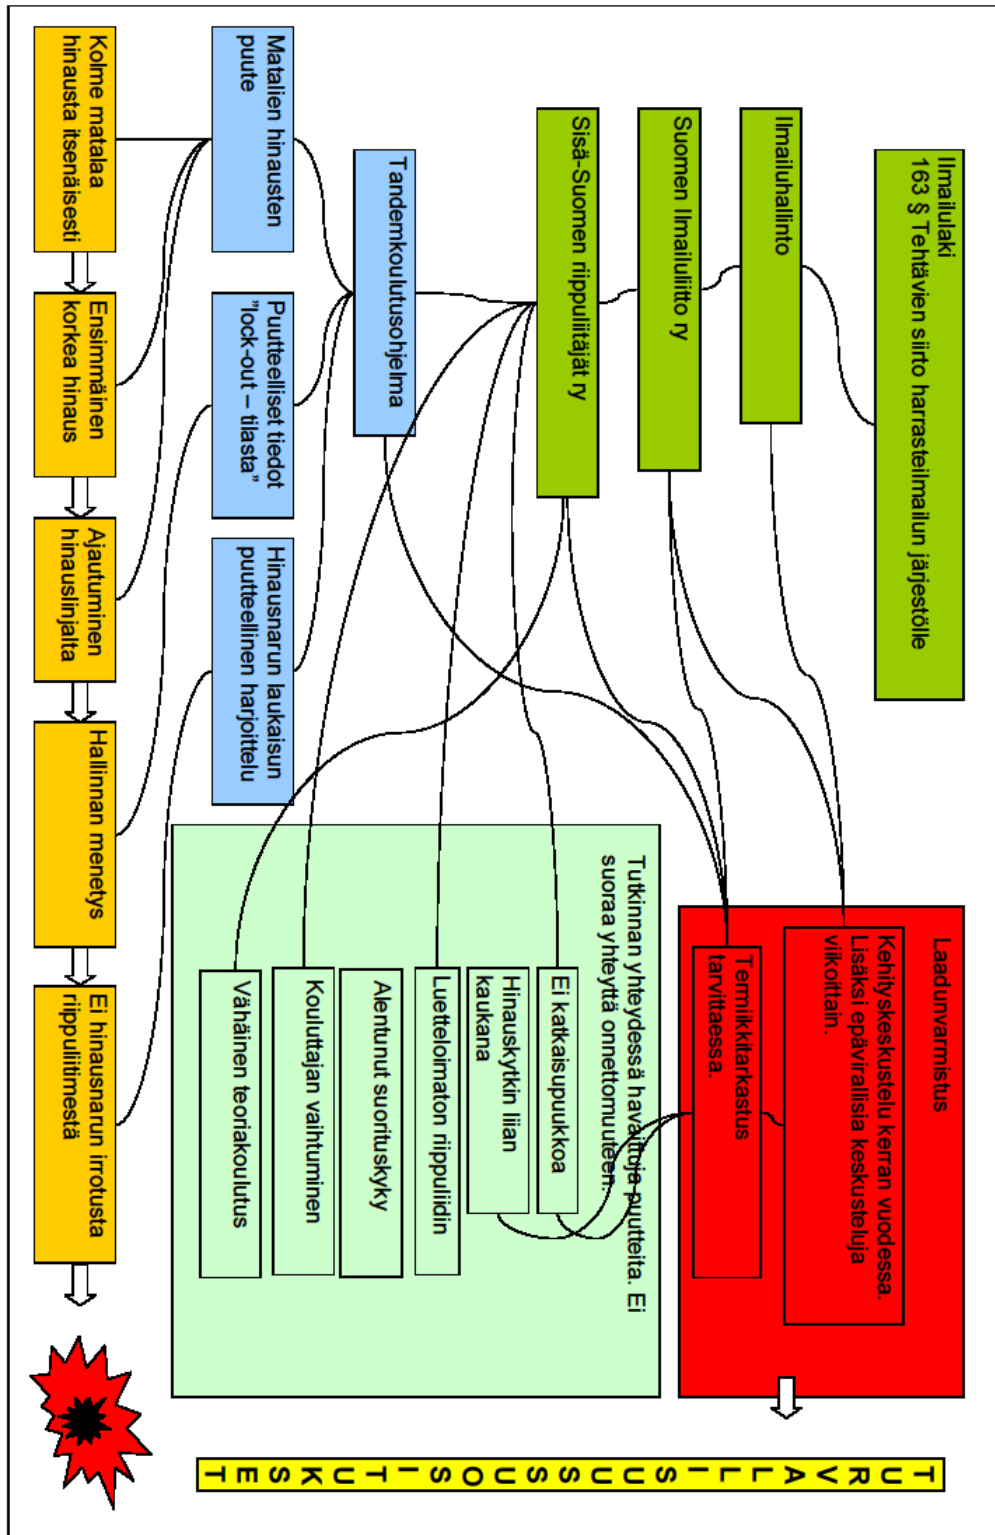 Ilmailulaki
163 § Tehtävien siirto harrasteilmailun järjestölle
Ilmailuhallinto
Suomen Ilmailuliitto ry
Sisä-Suomen riippuliitäjät ry
Tandemkoulutusohjelma
Matalien hinausten
puute
Puutteelliset tiedot
"lock-out – tilasta"
Hinausnarun laukaisun
puutteellinen harjoittelu
Kolme matalaa
hinausta itsenäisesti
Ensimmäinen
korkea hinaus
Ajautuminen
hinauslinjalta
Hallinnan menetys
Ei hinausnarun irrotusta
riippuliitimestä
Laadunvarmistus
Kehityskeskustelu kerran vuodessa.
Lisäksi epävirallisia keskusteluja
viikoittain.
Termiikkitarkastus
tarvittaessa.
Tutkinnan yhteydessä havaittuja puutteita. Ei
suoraa yhteyttä onnettomuuteen.
Ei katkaisupuukkoa
Hinauskytkin liian
kaukana
Luetteloimaton riippuliidin
Alentunut suorituskyky
Kouluttajan vaihtuminen
Vähäinen teoriakoulutus
TURVALLISUUSSUOSITUKSET